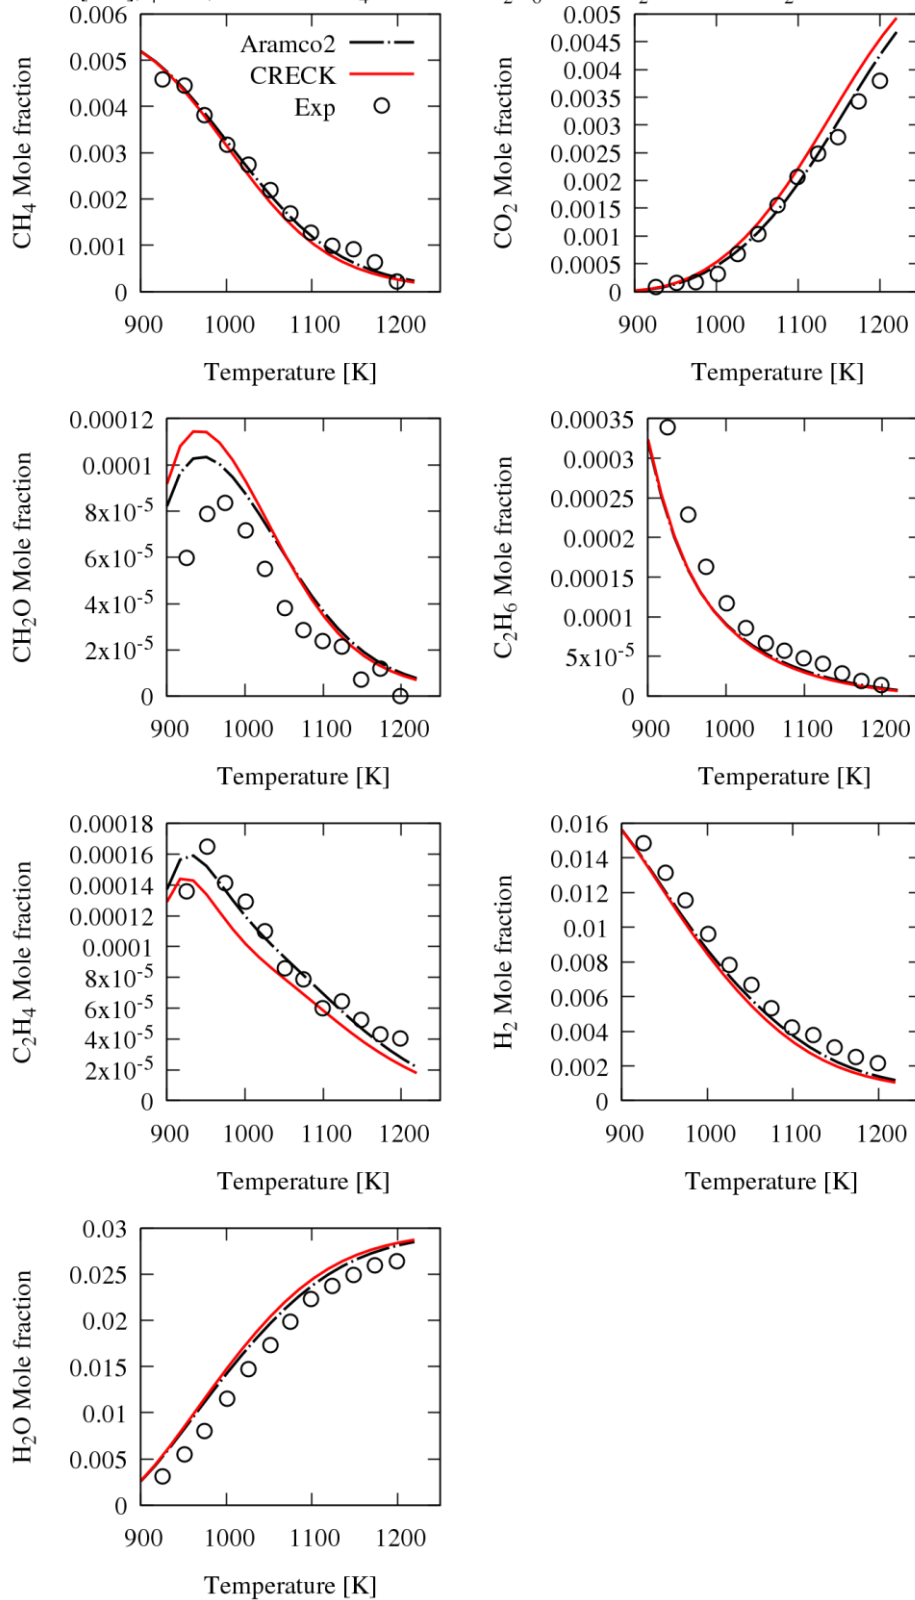 0.006
0.005
0.004
0.003
0.002
0.001
0
CH₄ Mole fraction
Aramco2
CRECK
Exp
900 1000 1100 1200
Temperature [K]
0.005
0.0045
0.004
0.0035
0.003
0.0025
0.002
0.0015
0.001
0.0005
0
CO₂ Mole fraction
900 1000 1100 1200
Temperature [K]
0.00012
0.0001
8x10⁻⁵
6x10⁻⁵
4x10⁻⁵
2x10⁻⁵
0
CH₂O Mole fraction
900 1000 1100 1200
Temperature [K]
0.00035
0.0003
0.00025
0.0002
0.00015
0.0001
5x10⁻⁵
0
C₂H₆ Mole fraction
900 1000 1100 1200
Temperature [K]
0.00018
0.00016
0.00014
0.00012
0.0001
8x10⁻⁵
6x10⁻⁵
4x10⁻⁵
2x10⁻⁵
0
C₂H₄ Mole fraction
900 1000 1100 1200
Temperature [K]
0.016
0.014
0.012
0.01
0.008
0.006
0.004
0.002
0
H₂ Mole fraction
900 1000 1100 1200
Temperature [K]
0.03
0.025
0.02
0.015
0.01
0.005
0
H₂O Mole fraction
900 1000 1100 1200
Temperature [K]